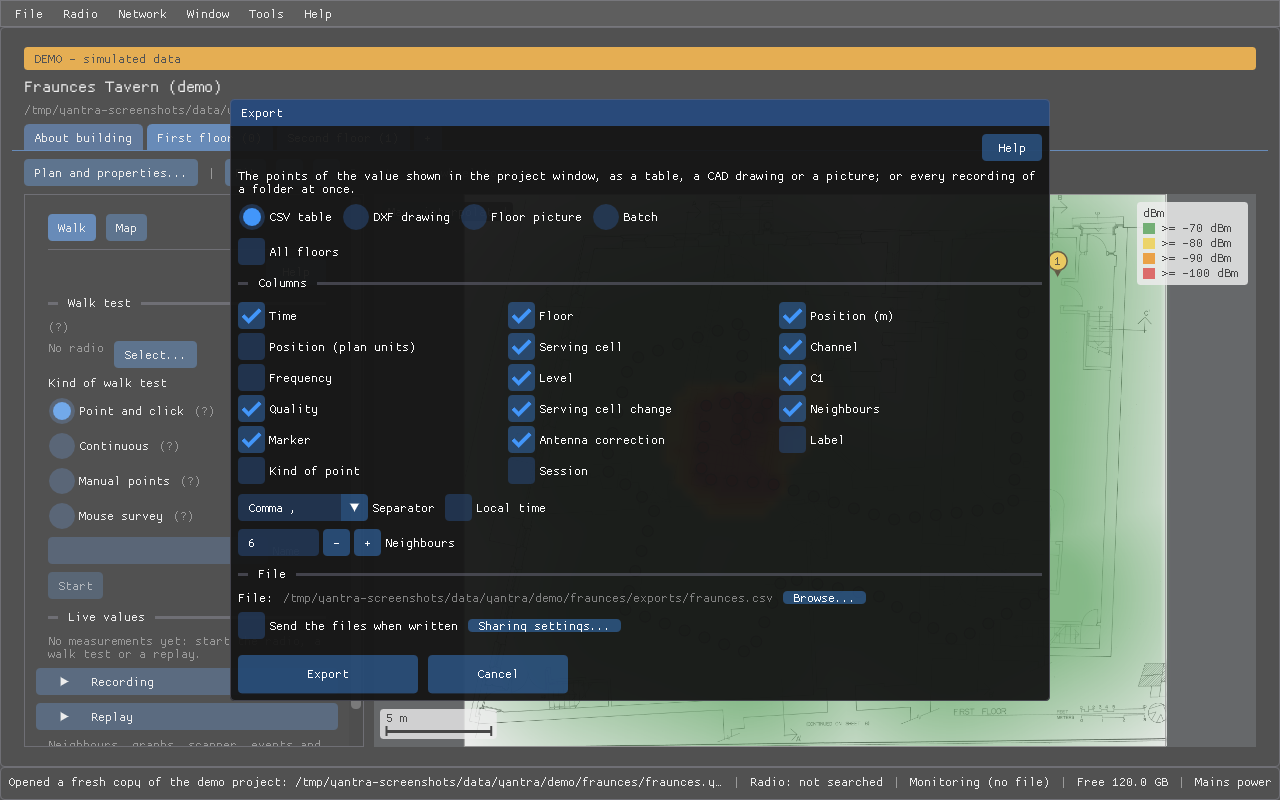 File Radio Network Window Tools Help
DEMO - simulated data
Fraunces Tavern (demo)
/tmp/yantra-screenshots/data/
About building First floor
Plan and properties... |
Walk Map
Walk test
(?)
No radio Select...
Kind of walk test
Point and click (?)
Continuous (?)
Manual points (?)
Mouse survey (?)
Start
Live values
No measurements yet: start
walk test or a replay.
Recording
Replay
Neighbours, graphs, scanner, events and
Export
Help
The points of the value shown in the project window, as a table, a CAD drawing or a picture; or every recording of
a folder at once.
CSV table DXF drawing Floor picture Batch
All floors
Columns
Time Floor Position (m)
Position (plan units) Serving cell Channel
Frequency Level C1
Quality Serving cell change Neighbours
Marker Antenna correction Label
Kind of point Session
Comma , Separator Local time
6 - + Neighbours
File
File: /tmp/yantra-screenshots/data/yantra/demo/fraunces/exports/fraunces.csv Browse...
Send the files when written Sharing settings...
Export Cancel
dBm
>= -70 dBm
>= -80 dBm
>= -90 dBm
>= -100 dBm
1
5 m
FIRST FLOOR
Opened a fresh copy of the demo project: /tmp/yantra-screenshots/data/yantra/demo/fraunces/fraunces.y… | Radio: not searched | Monitoring (no file) | Free 120.0 GB | Mains power